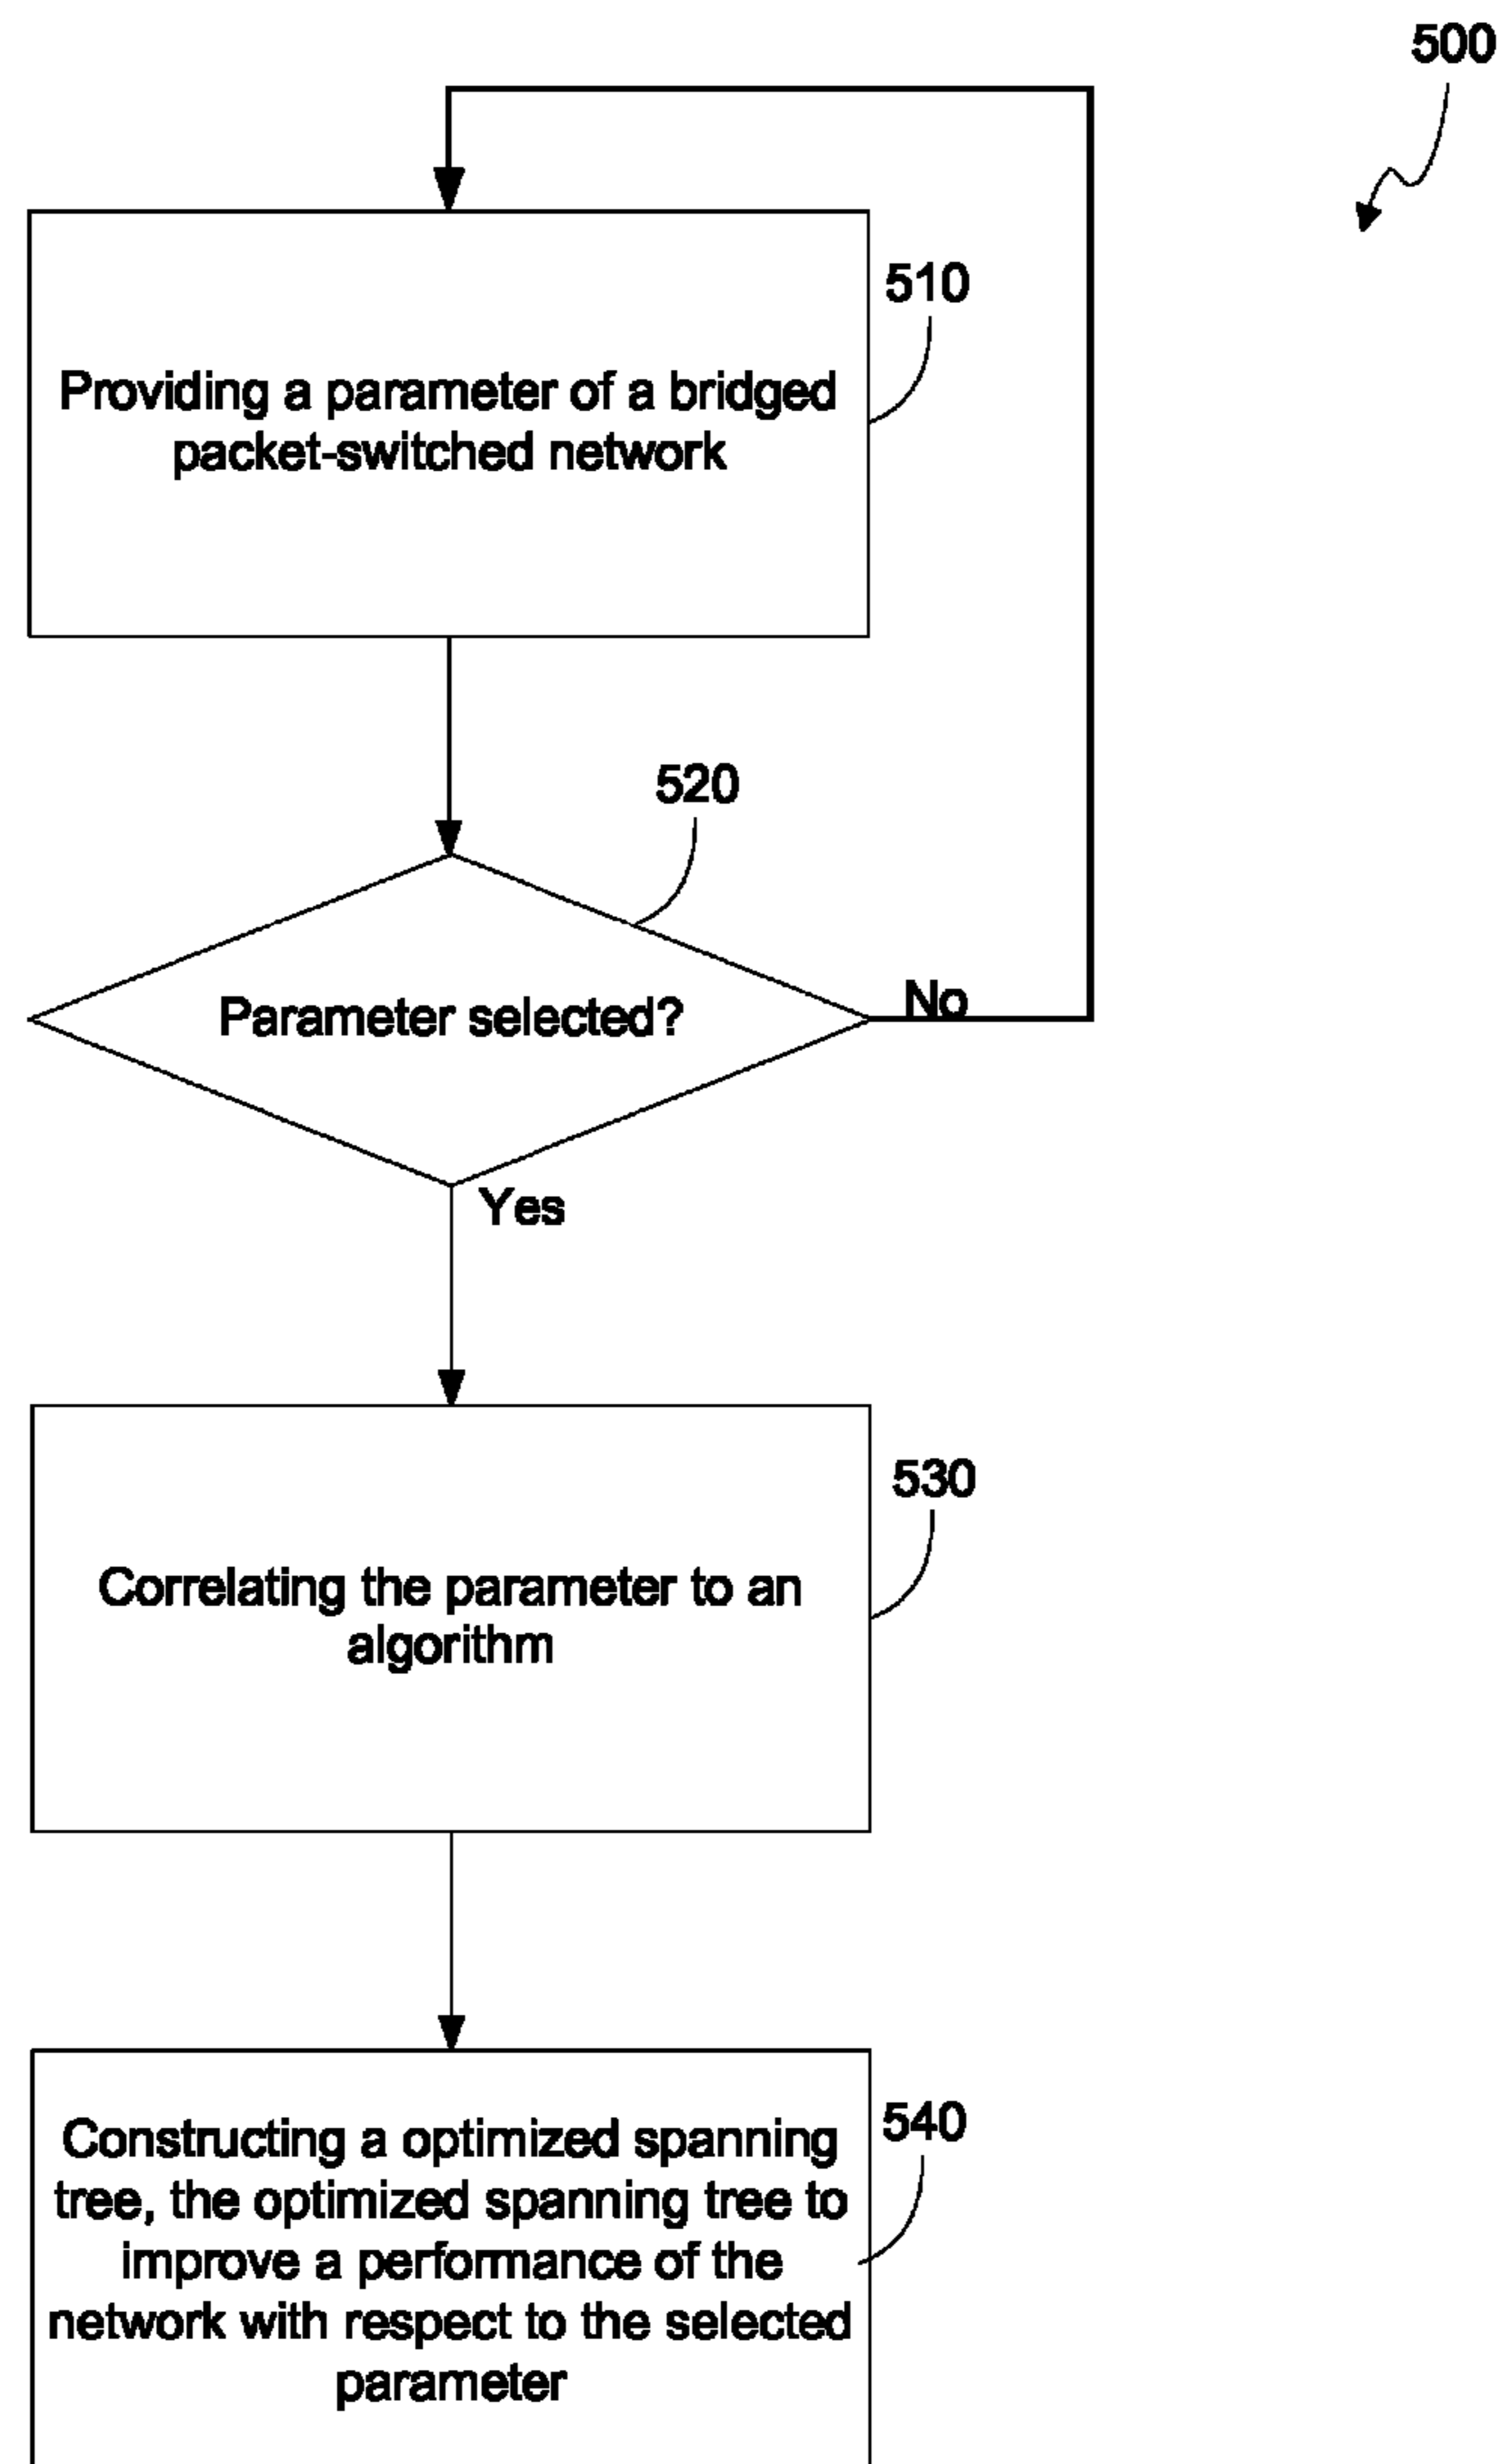 500
510
Providing a parameter of a bridged
packet-switched network
520
Parameter selected?
No
Yes
530
Correlating the parameter to an
algorithm
540
Constructing a optimized spanning
tree, the optimized spanning tree to
improve a performance of the
network with respect to the selected
parameter